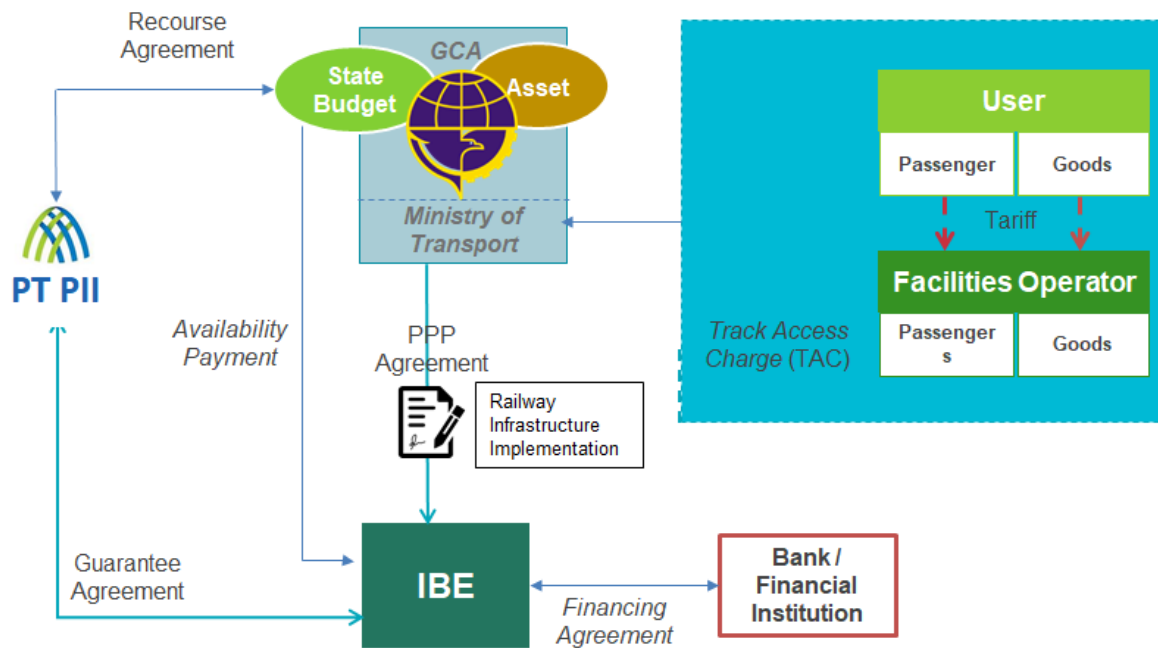 Recourse
Agreement
GCA
State
Budget
Asset
Ministry of
Transport
User
Passenger
Goods
Tariff
Facilities Operator
Passenger
s
Goods
Track Access
Charge (TAC)
PT PII
Availability
Payment
PPP
Agreement
Railway
Infrastructure
Implementation
Guarantee
Agreement
IBE
Financing
Agreement
Bank /
Financial
Institution